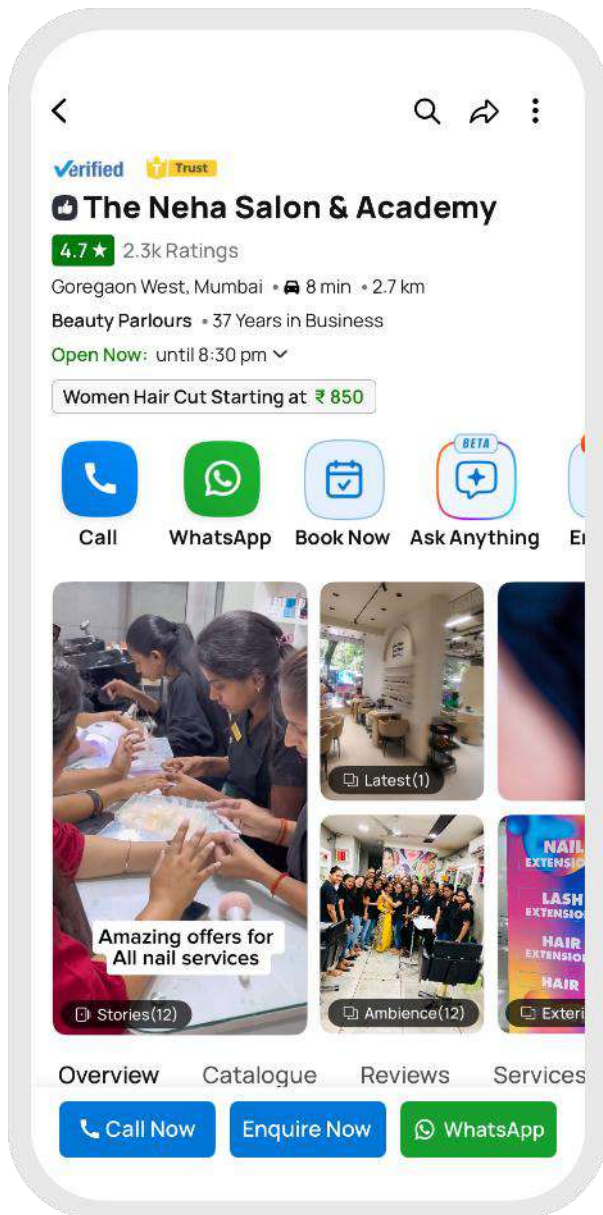 Verified T Trust
The Neha Salon & Academy
4.7 ★ 2.3k Ratings
Goregaon West, Mumbai • 8 min • 2.7 km
Beauty Parlours • 37 Years in Business
Open Now: until 8:30 pm
Women Hair Cut Starting at ₹ 850
BETA
Call WhatsApp Book Now Ask Anything
Amazing offers for
All nail services
Stories(12)
Latest(1)
Ambience(12)
NAIL
LASH
HAIR
HAIR
Overview Catalogue Reviews Services
Call Now Enquire Now WhatsApp